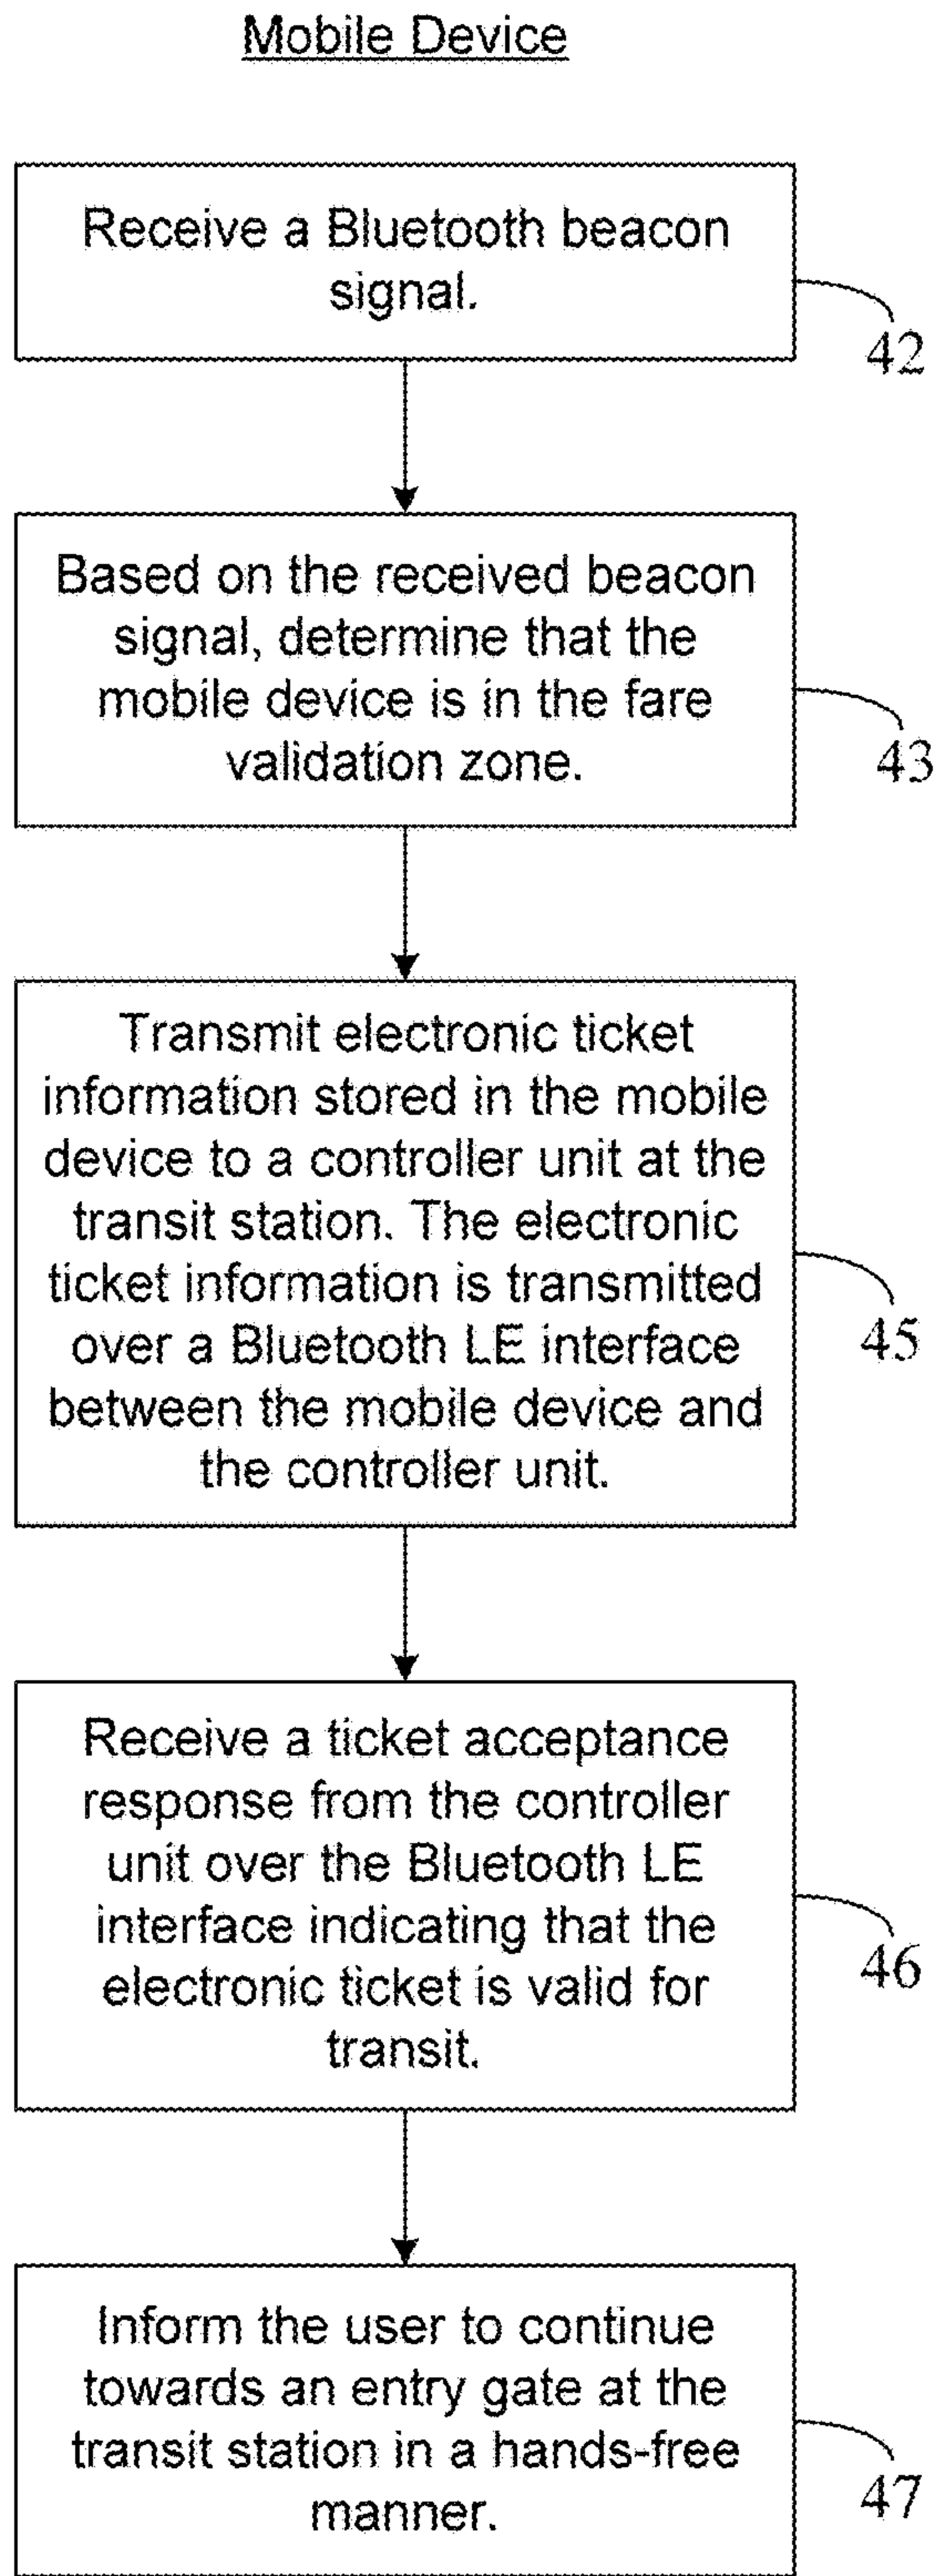 Mobile Device
Receive a Bluetooth beacon
signal.
42
Based on the received beacon
signal, determine that the
mobile device is in the fare
validation zone.
43
Transmit electronic ticket
information stored in the mobile
device to a controller unit at the
transit station. The electronic
ticket information is transmitted
over a Bluetooth LE interface
between the mobile device and
the controller unit.
45
Receive a ticket acceptance
response from the controller
unit over the Bluetooth LE
interface indicating that the
electronic ticket is valid for
transit.
46
Inform the user to continue
towards an entry gate at the
transit station in a hands-free
manner.
47